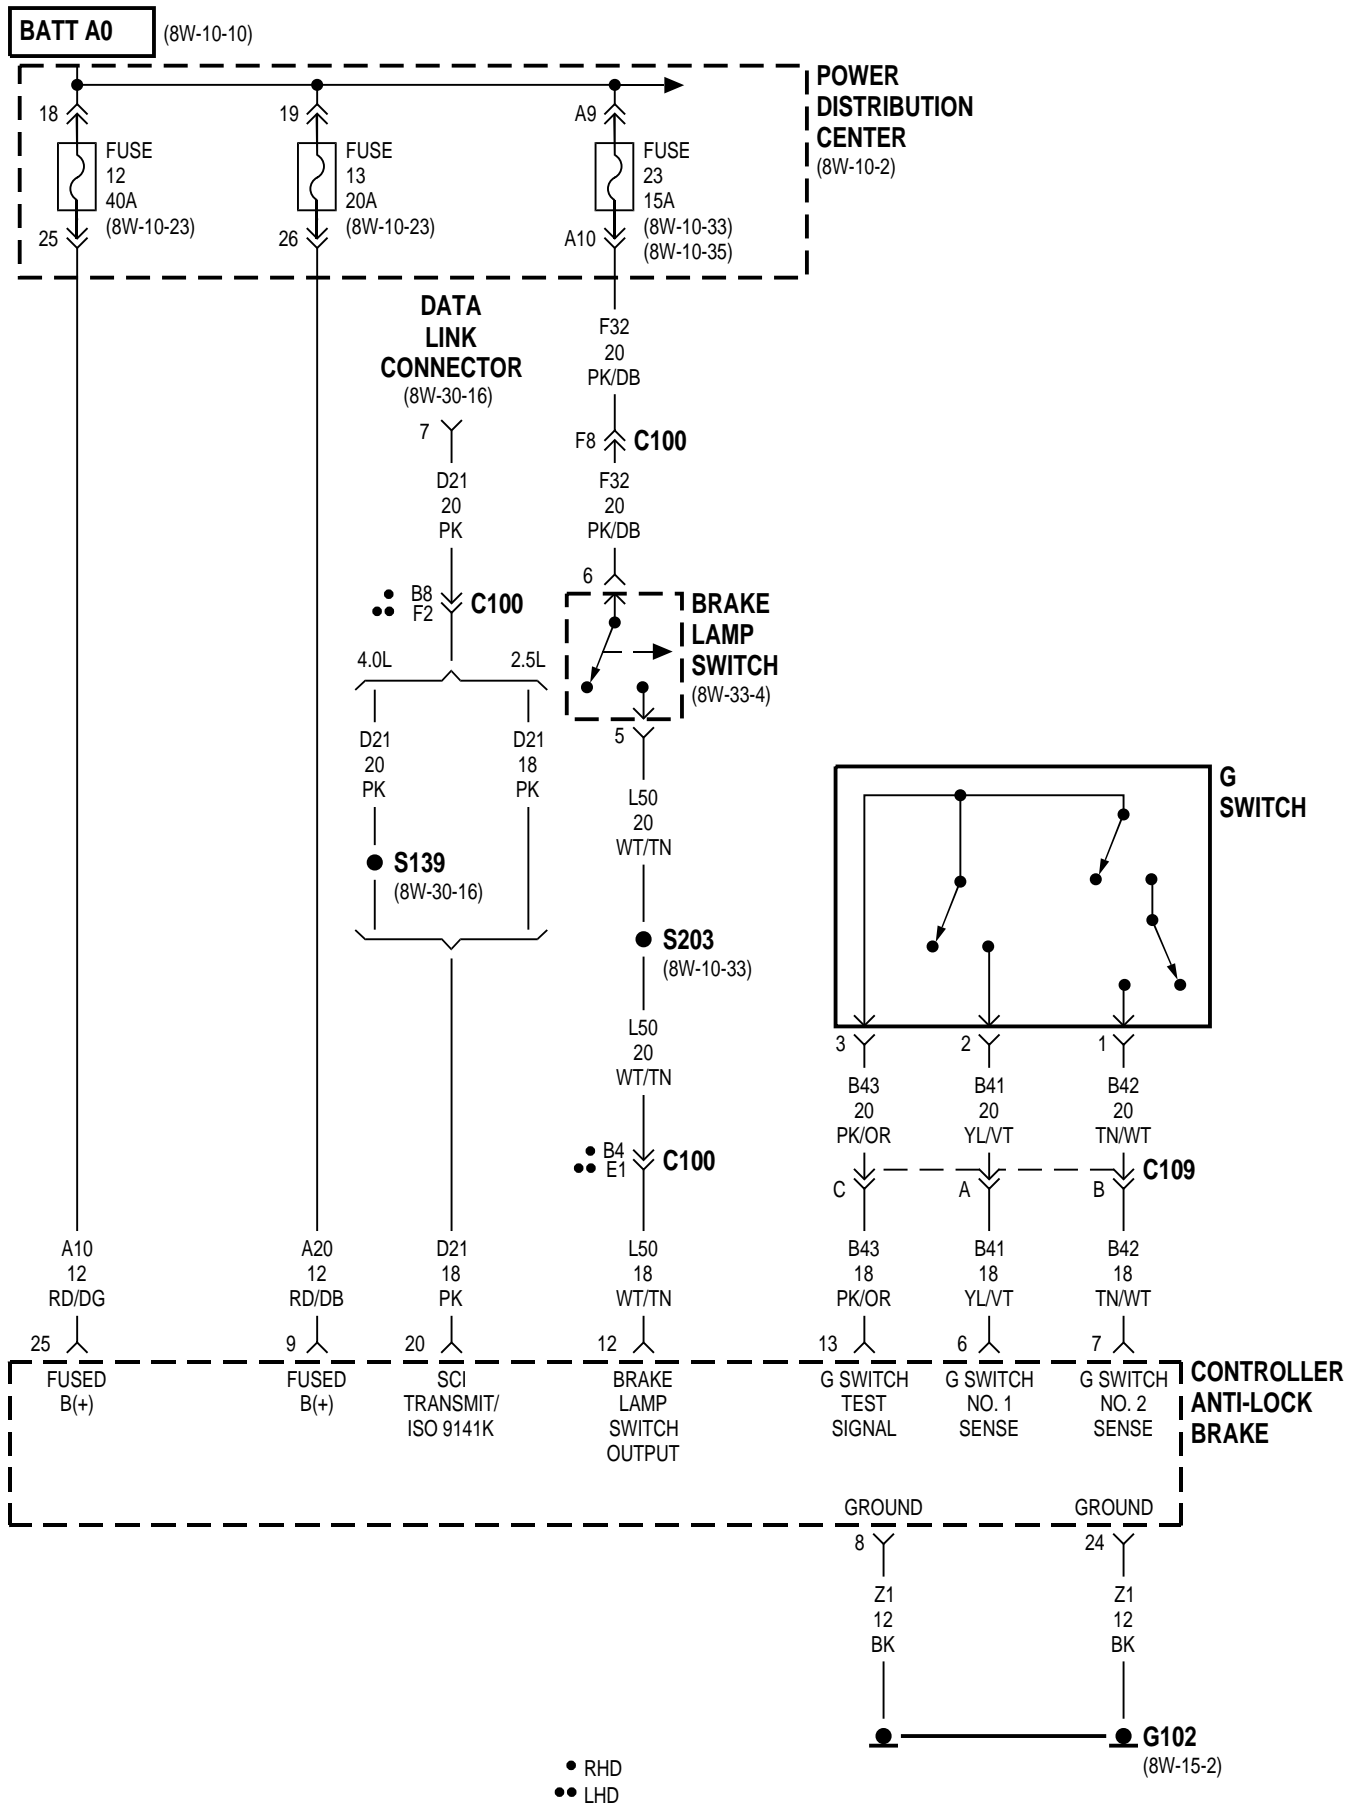 BATT A0
(8W-10-10)
POWER
DISTRIBUTION
CENTER
(8W-10-2)
18
FUSE
12
40A
(8W-10-23)
25
19
FUSE
13
20A
(8W-10-23)
26
A9
FUSE
23
15A
(8W-10-33)
(8W-10-35)
A10
DATA
LINK
CONNECTOR
(8W-30-16)
7
D21
20
PK
B8
F2
C100
4.0L
2.5L
D21
20
PK
D21
18
PK
S139
(8W-30-16)
F32
20
PK/DB
F8
C100
F32
20
PK/DB
6
BRAKE
LAMP
SWITCH
(8W-33-4)
5
L50
20
WT/TN
S203
(8W-10-33)
L50
20
WT/TN
B4
E1
C100
G
SWITCH
3
2
1
B43
20
PK/OR
B41
20
YL/VT
B42
20
TN/WT
C
A
B
C109
A10
12
RD/DG
A20
12
RD/DB
D21
18
PK
L50
18
WT/TN
B43
18
PK/OR
B41
18
YL/VT
B42
18
TN/WT
25
9
20
12
13
6
7
FUSED
B(+)
FUSED
B(+)
SCI
TRANSMIT/
ISO 9141K
BRAKE
LAMP
SWITCH
OUTPUT
G SWITCH
TEST
SIGNAL
G SWITCH
NO. 1
SENSE
G SWITCH
NO. 2
SENSE
CONTROLLER
ANTI-LOCK
BRAKE
GROUND
GROUND
8
24
Z1
12
BK
Z1
12
BK
G102
(8W-15-2)
RHD
LHD